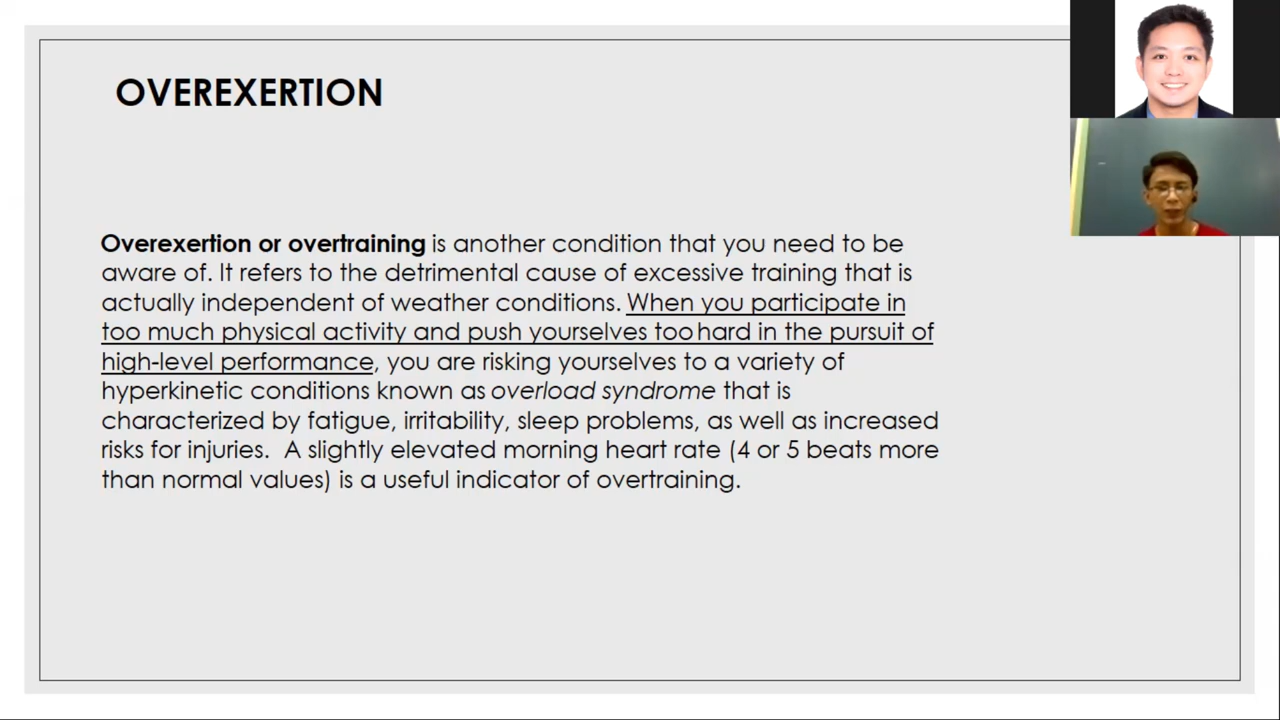 OVEREXERTION
Overexertion or overtraining is another condition that you need to be
aware of. It refers to the detrimental cause of excessive training that is
actually independent of weather conditions. When you participate in
too much physical activity and push yourselves too hard in the pursuit of
high-level performance, you are risking yourselves to a variety of
hyperkinetic conditions known as overload syndrome that is
characterized by fatigue, irritability, sleep problems, as well as increased
risks for injuries.  A slightly elevated morning heart rate (4 or 5 beats more
than normal values) is a useful indicator of overtraining.